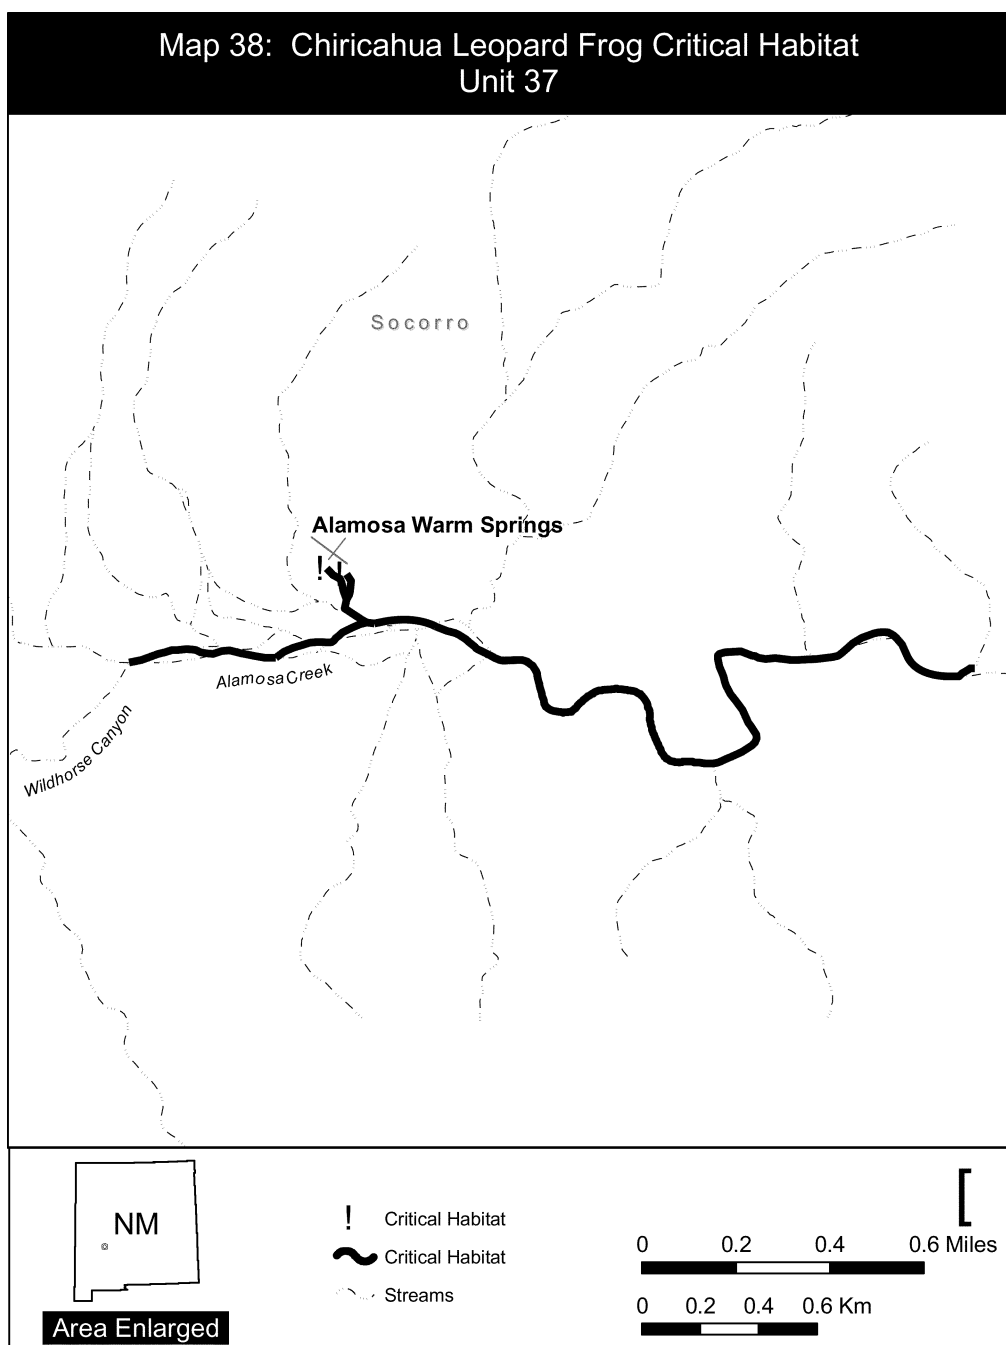 Map 38: Chiricahua Leopard Frog Critical Habitat
Unit 37
Socorro
Alamosa Warm Springs
! !
Alamosa Creek
Wildhorse Canyon
NM
Area Enlarged
! Critical Habitat
Critical Habitat
Streams
[
0 0.2 0.4 0.6 Miles
0 0.2 0.4 0.6 Km